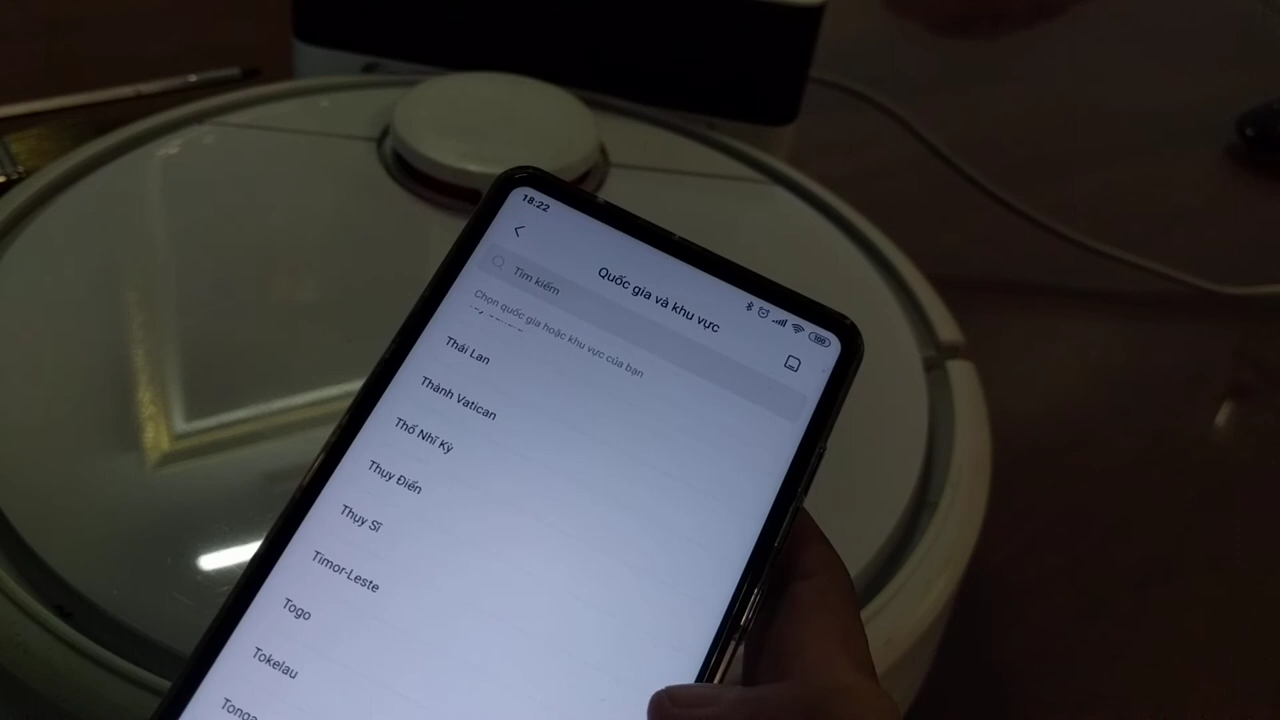 18:22
100
Quốc gia và khu vực
Tìm kiếm
Chọn quốc gia hoặc khu vực của bạn
Thái Lan
Thành Vatican
Thổ Nhĩ Kỳ
Thụy Điển
Thụy Sĩ
Timor-Leste
Togo
Tokelau
Tonga